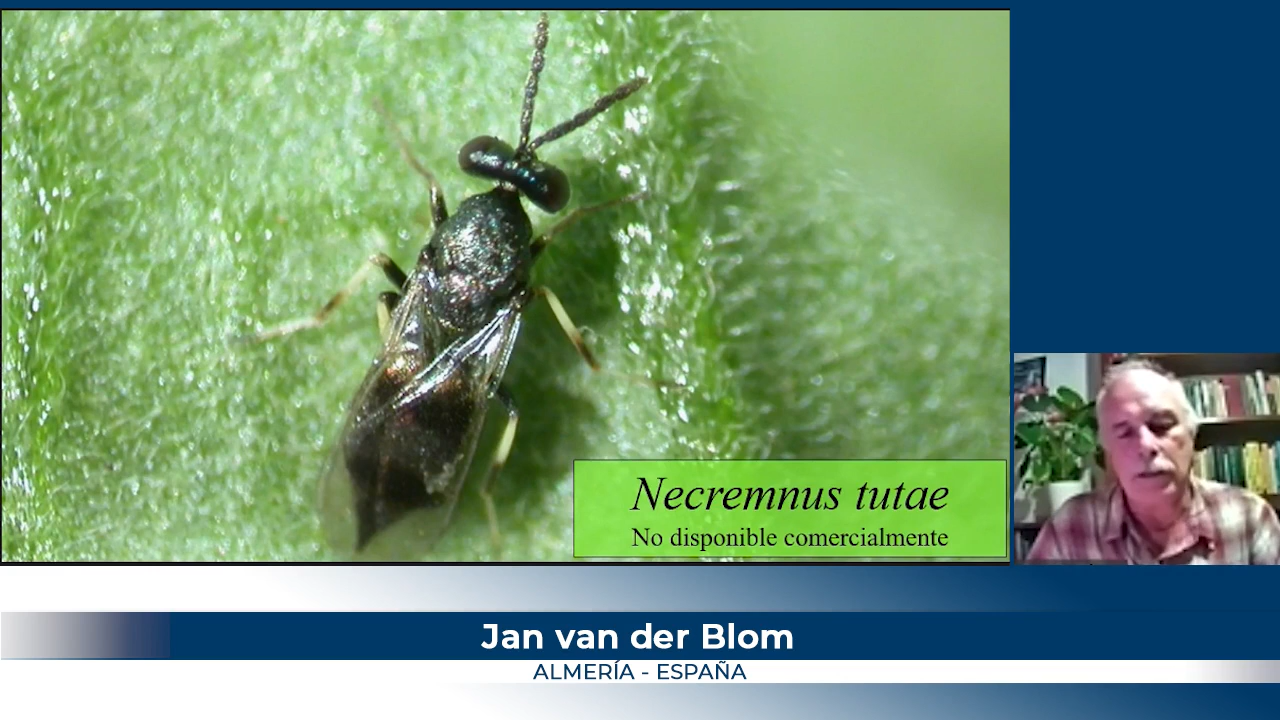 Necremnus tutae
No disponible comercialmente
Jan van der Blom
ALMERÍA - ESPAÑA